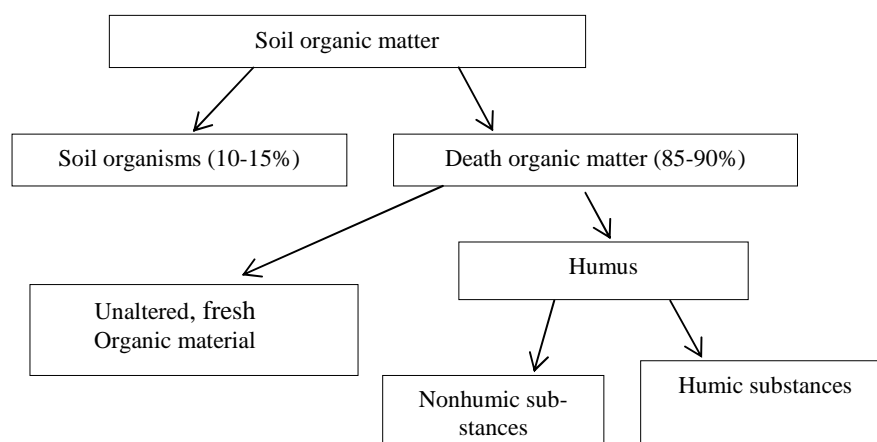 Soil organic matter
Soil organisms (10-15%)
Death organic matter (85-90%)
Humus
Unaltered, fresh
Organic material
Humic substances
Nonhumic sub-
stances